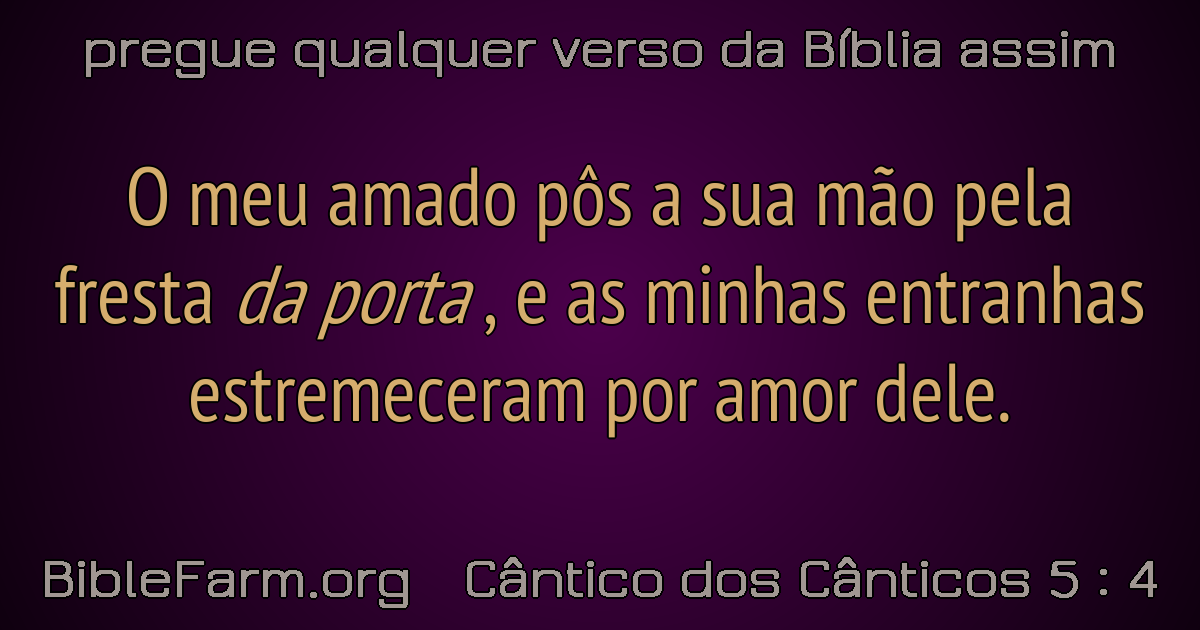 pregue qualquer verso da Bíblia assim
O meu amado pôs a sua mão pela
fresta da porta , e as minhas entranhas
estremeceram por amor dele.
BibleFarm.org Cântico dos Cânticos 5 : 4